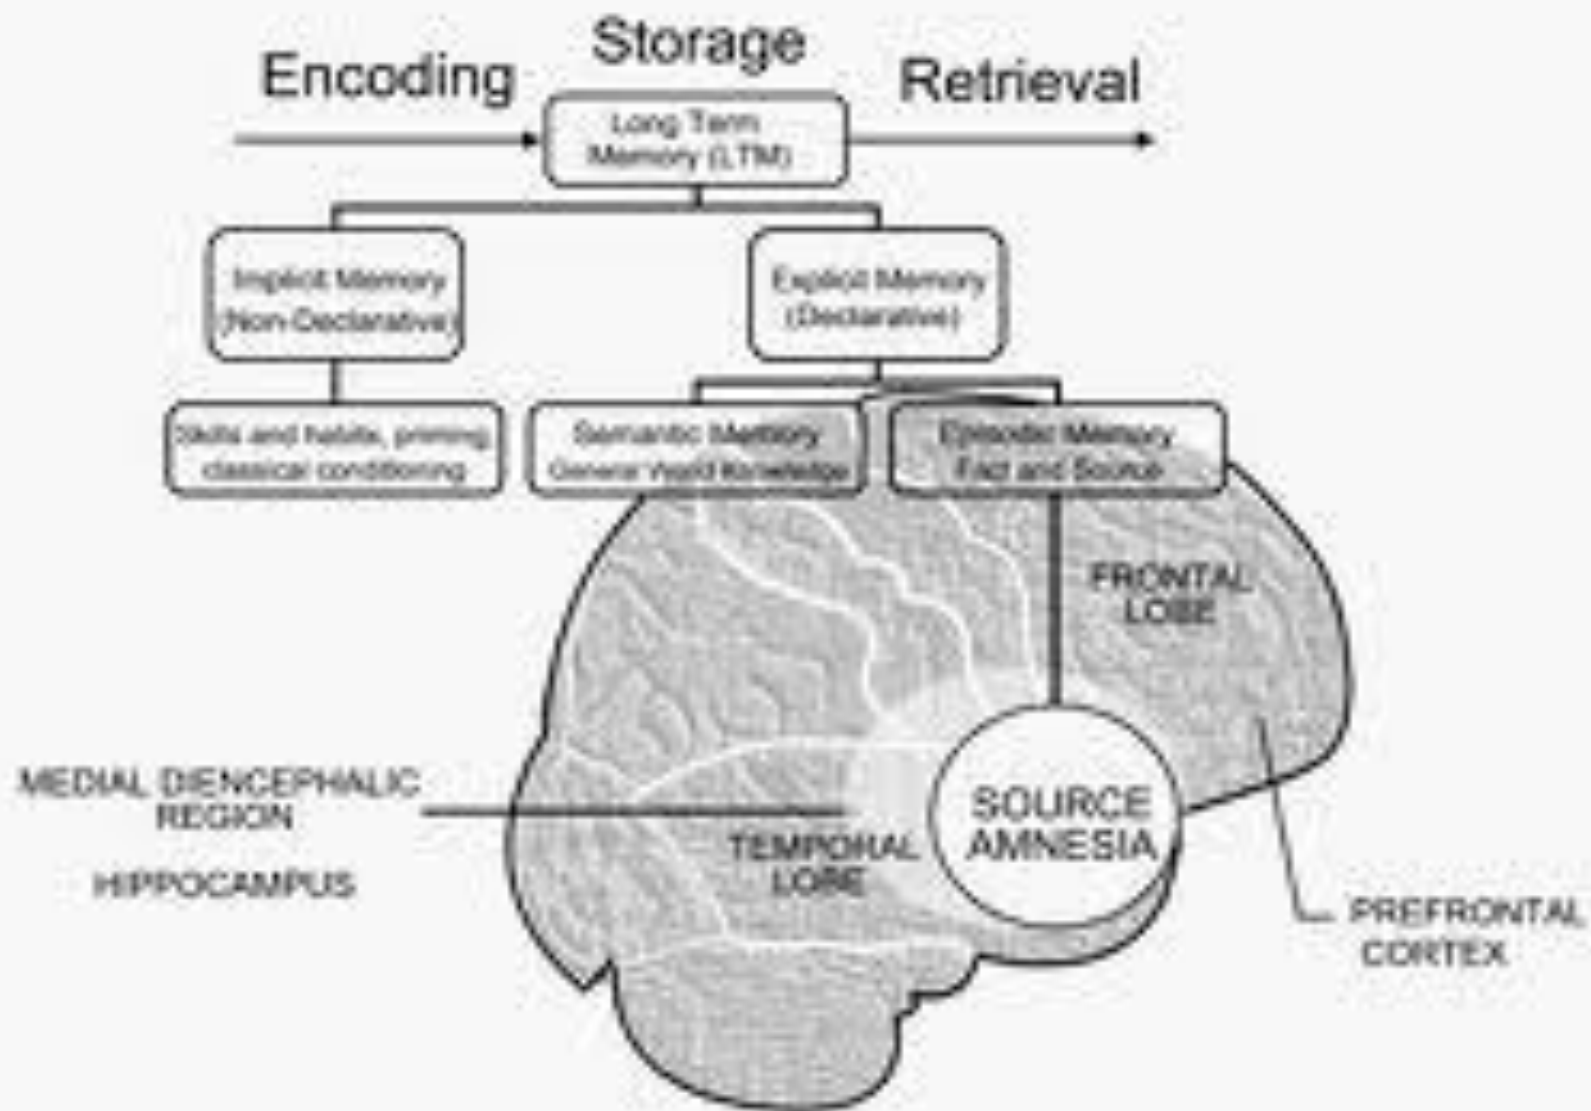 Encoding
Storage
Retrieval
Long Term
Memory (LTM)
Implicit Memory
(Non-Declarative)
Explicit Memory
(Declarative)
Skills and habits, priming,
classical conditioning
Semantic Memory
General World Knowledge
Episodic Memory
Fact and Source
FRONTAL
LOBE
MEDIAL DIENCEPHALIC
REGION
HIPPOCAMPUS
TEMPORAL
LOBE
SOURCE
AMNESIA
PREFRONTAL
CORTEX